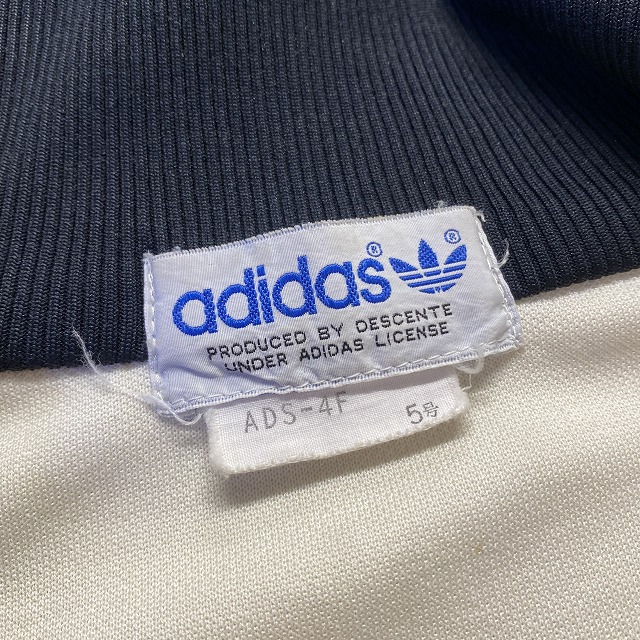 adidas® ®
PRODUCED BY DESCENTE
UNDER ADIDAS LICENSE
ADS-4F 5号